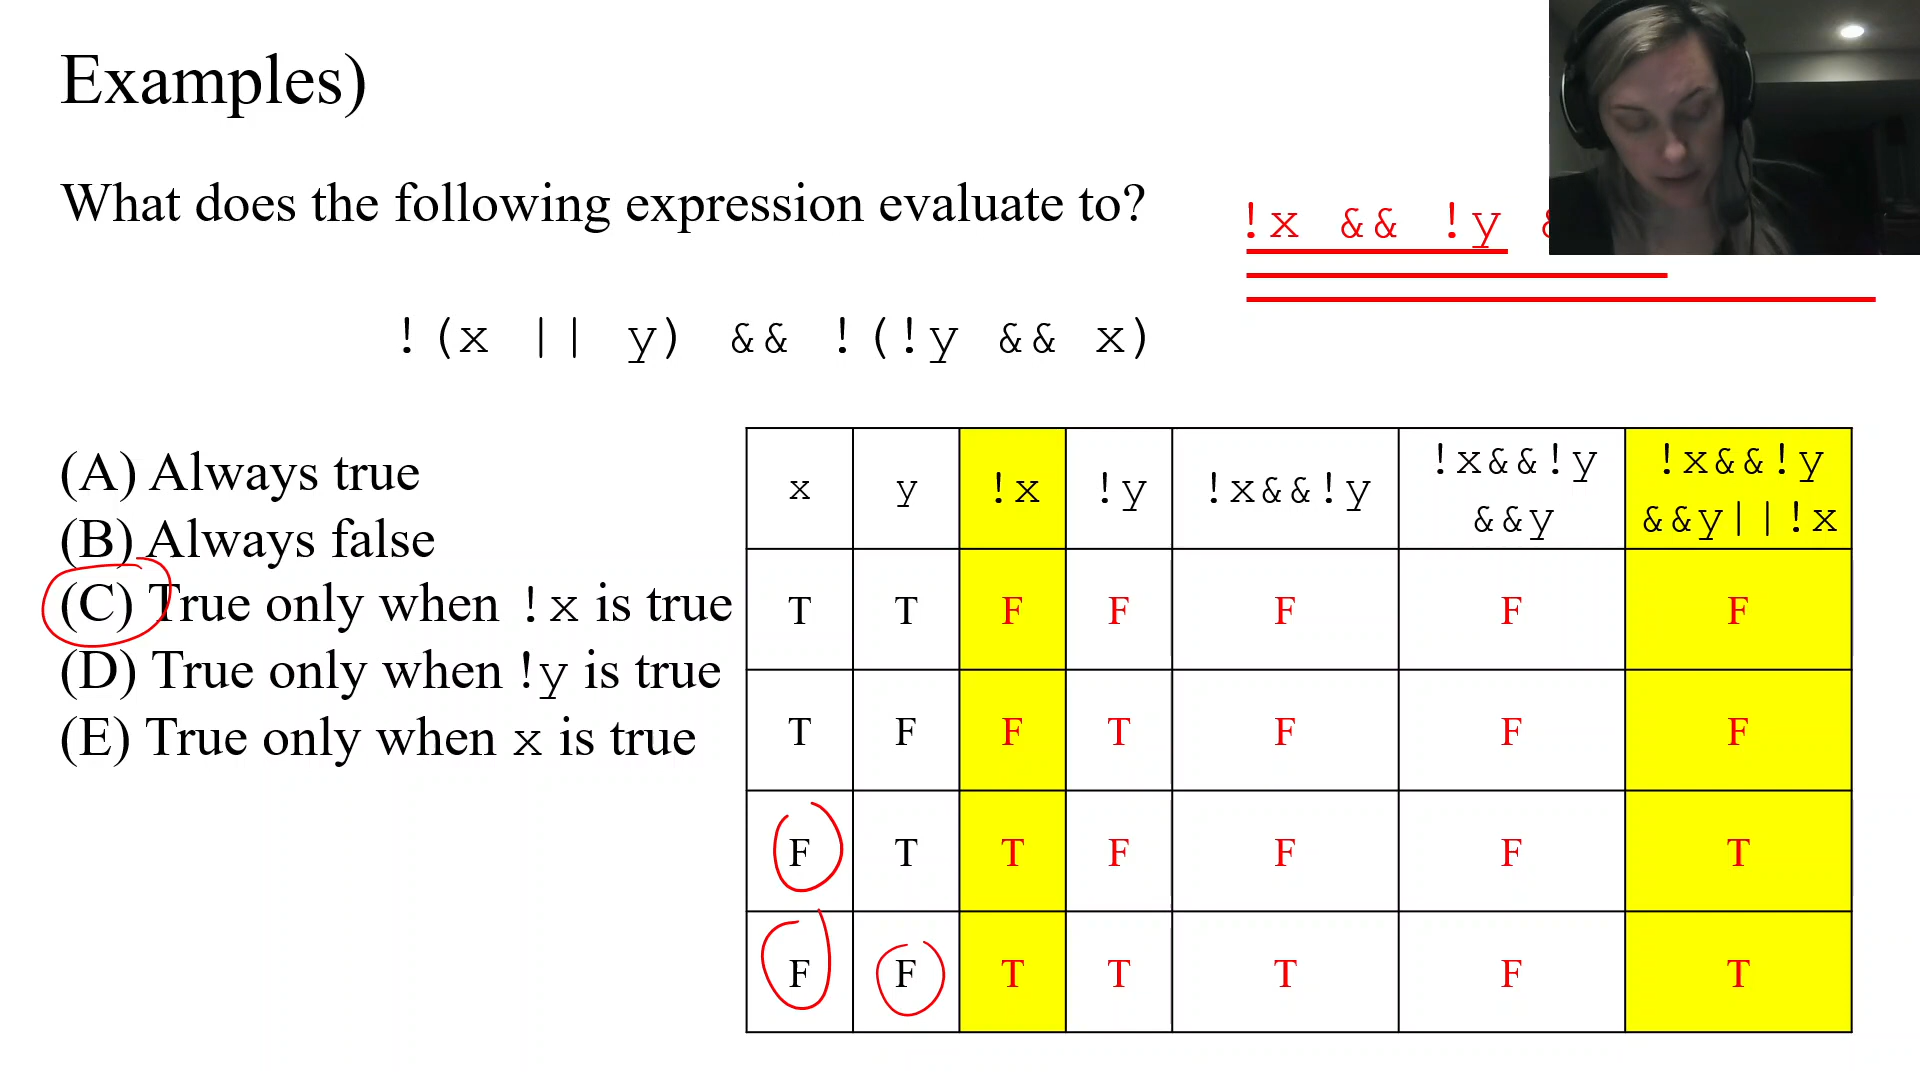 Examples)
What does the following expression evaluate to?
!x && !y
!(x || y) && !(!y && x)
(A) Always true
(B) Always false
(C) True only when !x is true
(D) True only when !y is true
(E) True only when x is true
x y !x !y !x&&!y !x&&!y &&y !x&&!y &&y||!x
T T F F F F F
T F F T F F F
F T T F F F T
F F T T T F T